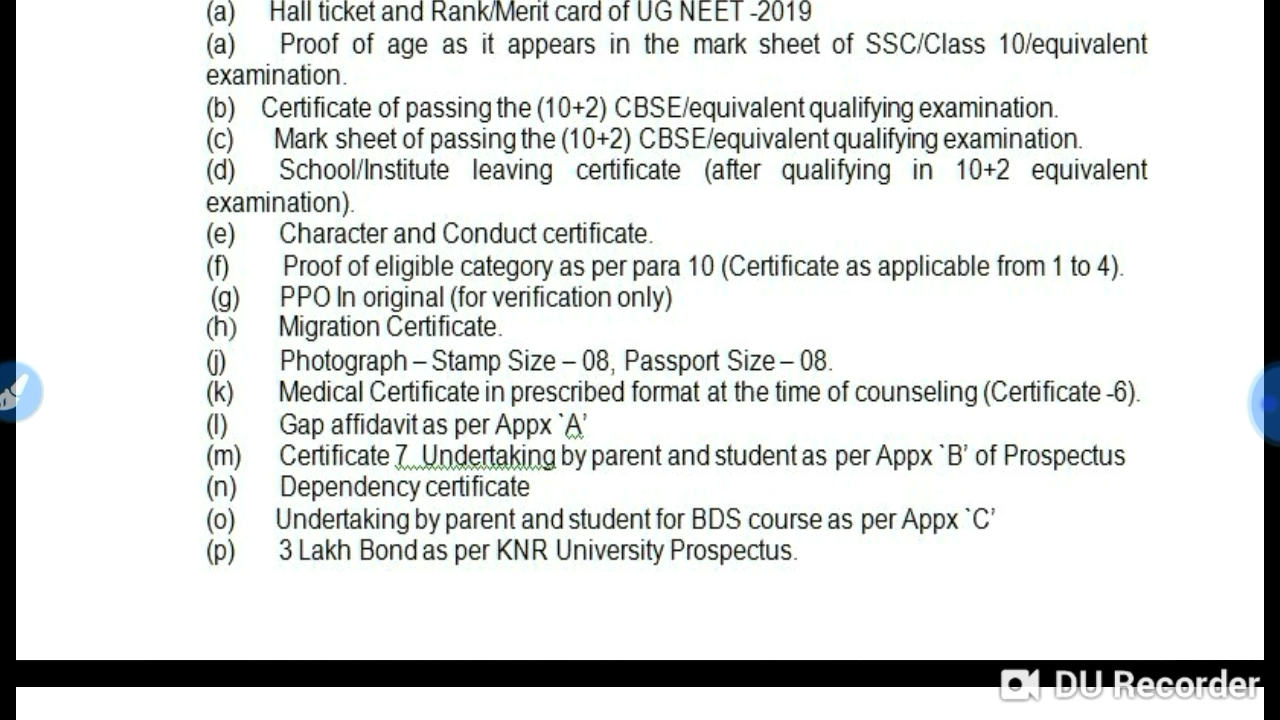 (a) Hall ticket and Rank/Merit card of UG NEET -2019
(a) Proof of age as it appears in the mark sheet of SSC/Class 10/equivalent
examination.
(b) Certificate of passing the (10+2) CBSE/equivalent qualifying examination.
(c) Mark sheet of passing the (10+2) CBSE/equivalent qualifying examination.
(d) School/Institute leaving certificate (after qualifying in 10+2 equivalent
examination).
(e) Character and Conduct certificate.
(f) Proof of eligible category as per para 10 (Certificate as applicable from 1 to 4).
(g) PPO In original (for verification only)
(h) Migration Certificate.
(j) Photograph – Stamp Size – 08, Passport Size – 08.
(k) Medical Certificate in prescribed format at the time of counseling (Certificate -6).
(l) Gap affidavit as per Appx `A’
(m) Certificate 7 Undertaking by parent and student as per Appx `B’ of Prospectus
(n) Dependency certificate
(o) Undertaking by parent and student for BDS course as per Appx `C’
(p) 3 Lakh Bond as per KNR University Prospectus.
DU Recorder